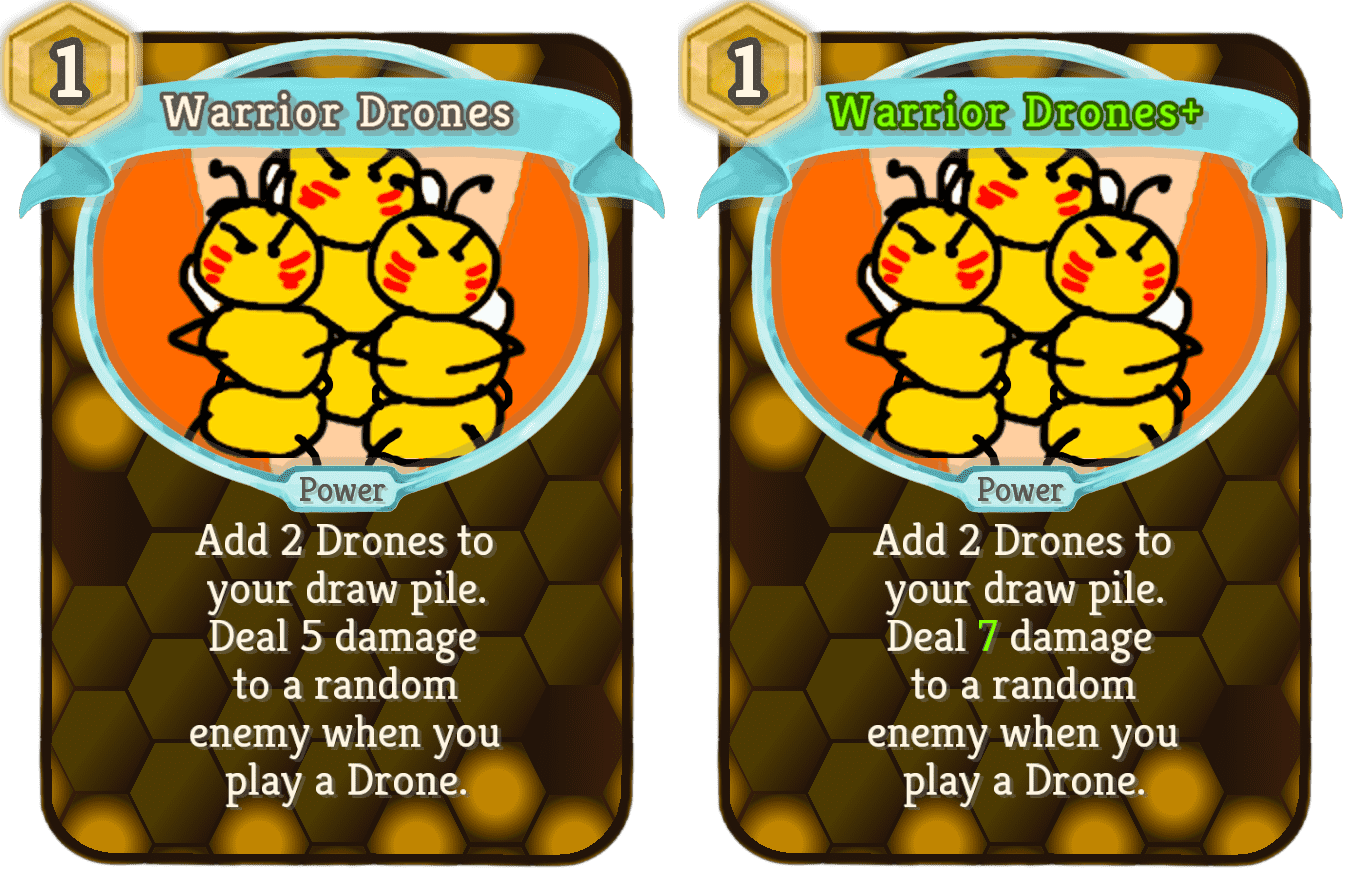 1
Warrior Drones
Power
Add 2 Drones to
your draw pile.
Deal 5 damage
to a random
enemy when you
play a Drone.
1
Warrior Drones+
Power
Add 2 Drones to
your draw pile.
Deal 7 damage
to a random
enemy when you
play a Drone.